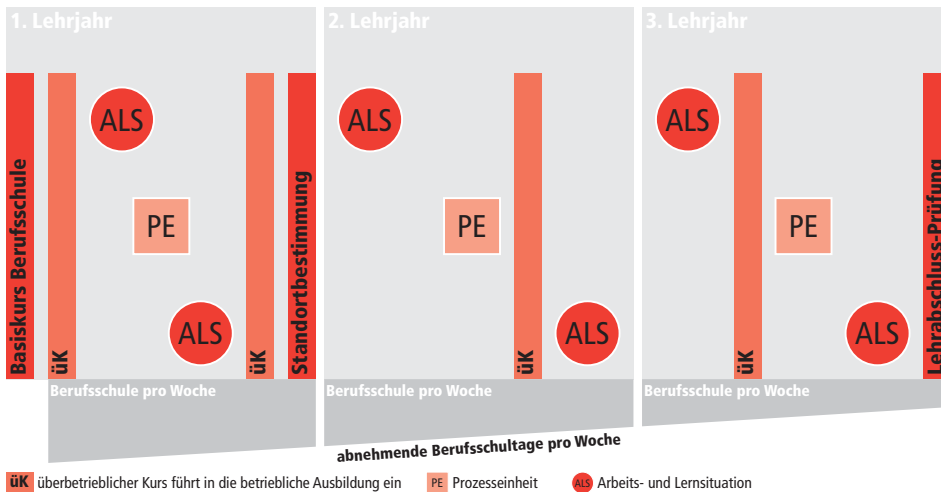 1. Lehrjahr
2. Lehrjahr
3. Lehrjahr
Basiskurs Berufsschule
üK
ALS
PE
ALS
üK
Standortbestimmung
ALS
PE
üK
ALS
ALS
üK
PE
ALS
Lehrabschluss-Prüfung
Berufsschule pro Woche
Berufsschule pro Woche
Berufsschule pro Woche
abnehmende Berufsschultage pro Woche
üK überbetrieblicher Kurs führt in die betriebliche Ausbildung ein
PE Prozesseinheit
ALS Arbeits- und Lernsituation